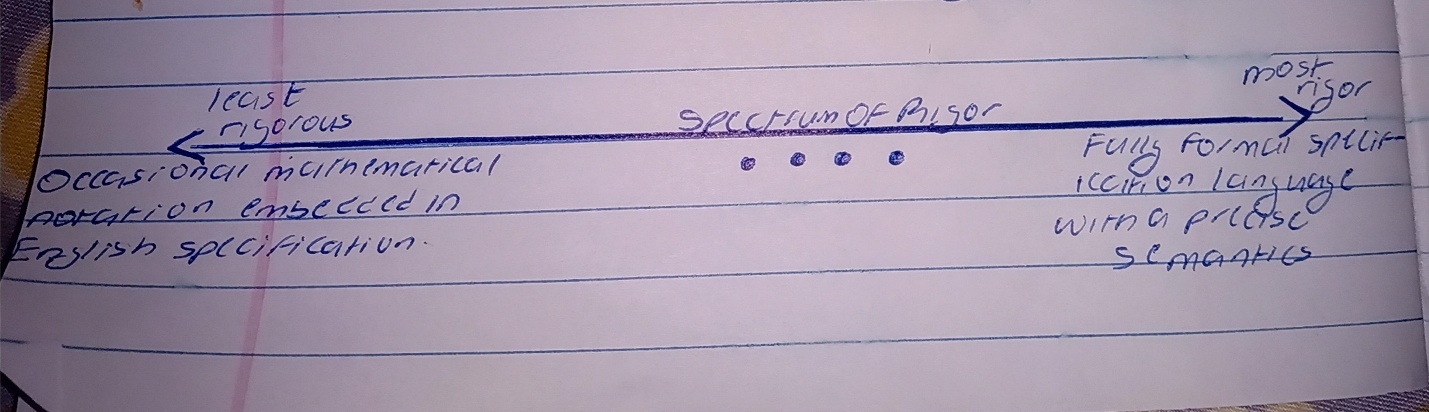 least
rigorous
Spectrum Of Rigor
most
rigor
Occasional mathematical
notation embedded in
English specification.
Fully formal specif-
ication language
with a precise
semantics